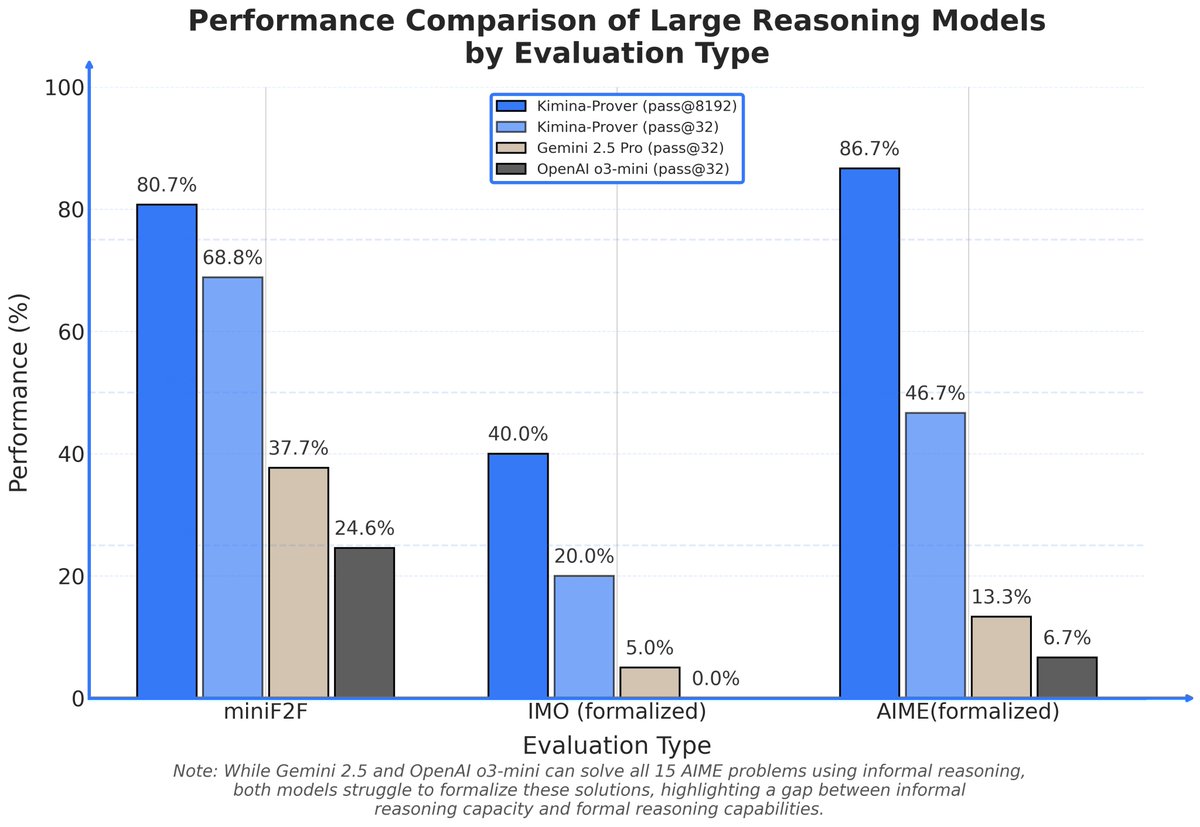 Performance Comparison of Large Reasoning Models
by Evaluation Type
Performance (%)
100
80
60
40
20
0
Kimina-Prover (pass@8192)
Kimina-Prover (pass@32)
Gemini 2.5 Pro (pass@32)
OpenAI o3-mini (pass@32)
80.7%
68.8%
37.7%
24.6%
40.0%
20.0%
5.0%
0.0%
86.7%
46.7%
13.3%
6.7%
miniF2F
IMO (formalized)
AIME(formalized)
Evaluation Type
Note: While Gemini 2.5 and OpenAI o3-mini can solve all 15 AIME problems using informal reasoning,
both models struggle to formalize these solutions, highlighting a gap between informal
reasoning capacity and formal reasoning capabilities.